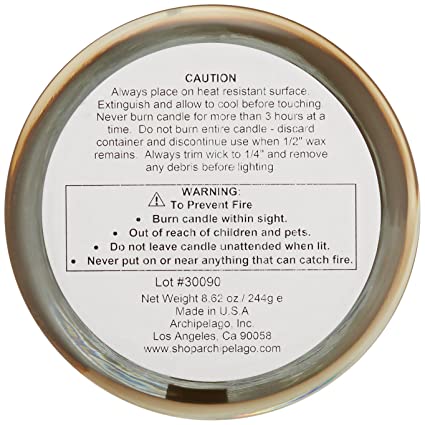 CAUTION
Always place on heat resistant surface.
Extinguish and allow to cool before touching.
Never burn candle for more than 3 hours at a
time. Do not burn entire candle - discard
container and discontinue use when 1/2" wax
remains. Always trim wick to 1/4" and remove
any debris before lighting.
WARNING:
To Prevent Fire
• Burn candle within sight.
• Out of reach of children and pets.
• Do not leave candle unattended when lit.
• Never put on or near anything that can catch fire.
Lot #30090
Net Weight 8.62 oz / 244g e
Made in U.S.A
Archipelago, Inc.
Los Angeles, CA 90058
www.shoparchipelago.com